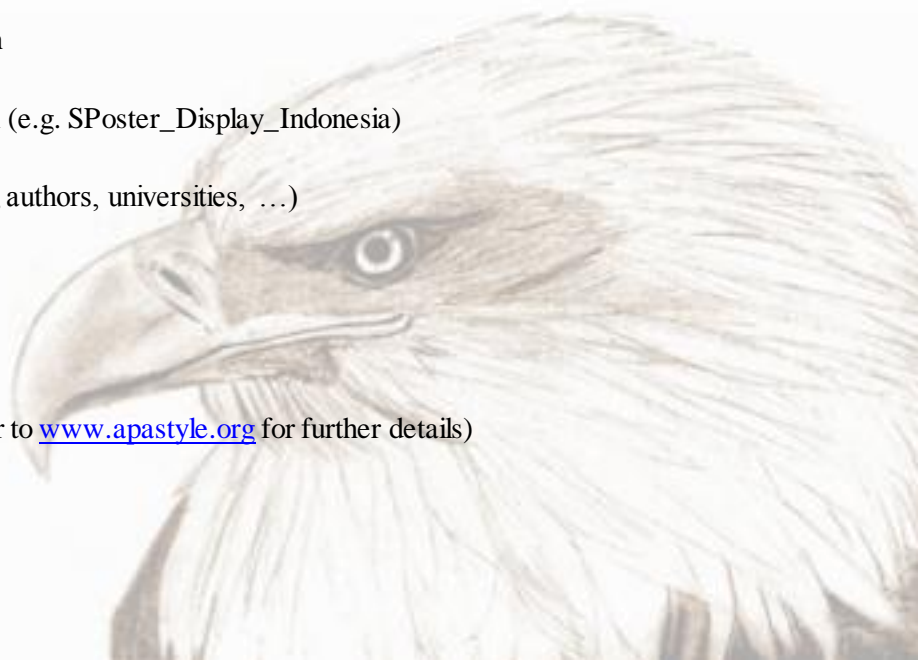 (e.g. SPoster_Display_Indonesia)
authors, universities, …)
to www.apastyle.org for further details)